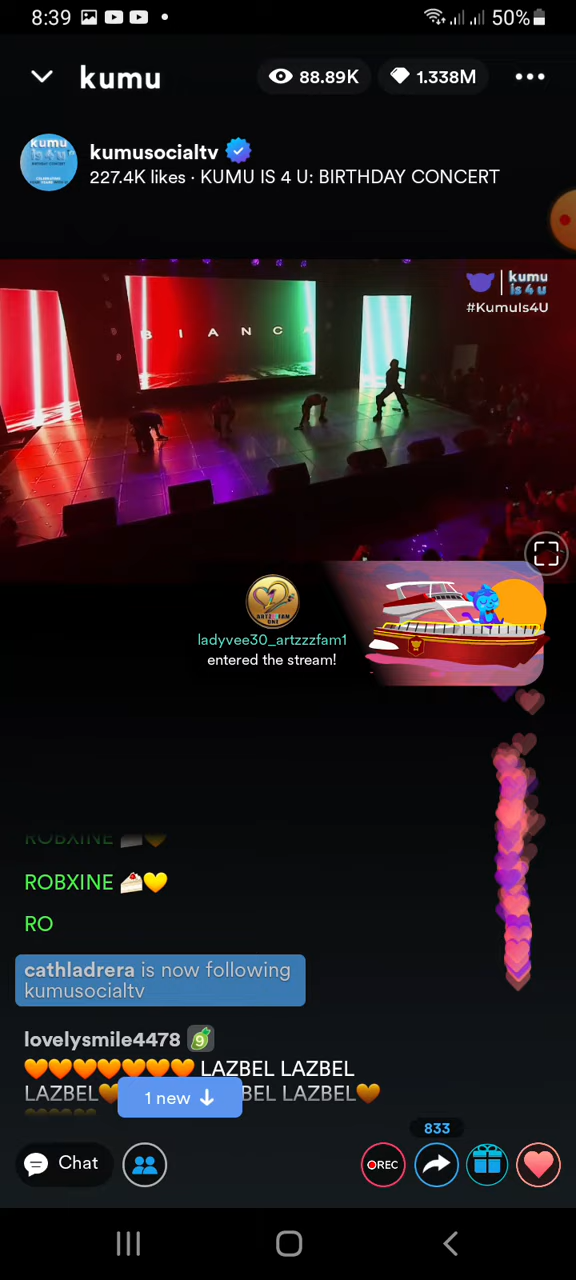 8:39
50%
kumu
88.89K
1.338M
kumusocialtv
227.4K likes · KUMU IS 4 U: BIRTHDAY CONCERT
kumu
is 4 u
#KumuIs4U
B I A N C A
ladyvee30_artzzzfam1
entered the stream!
ROBXINE 🍰💛
ROBXINE 🍰💛
RO
cathladrera is now following
kumusocialtv
lovelysmile4478 9
🧡🧡🧡🧡🧡🧡🧡 LAZBEL LAZBEL
LAZBEL🧡 BEL LAZBEL🧡
1 new ↓
833
Chat
REC